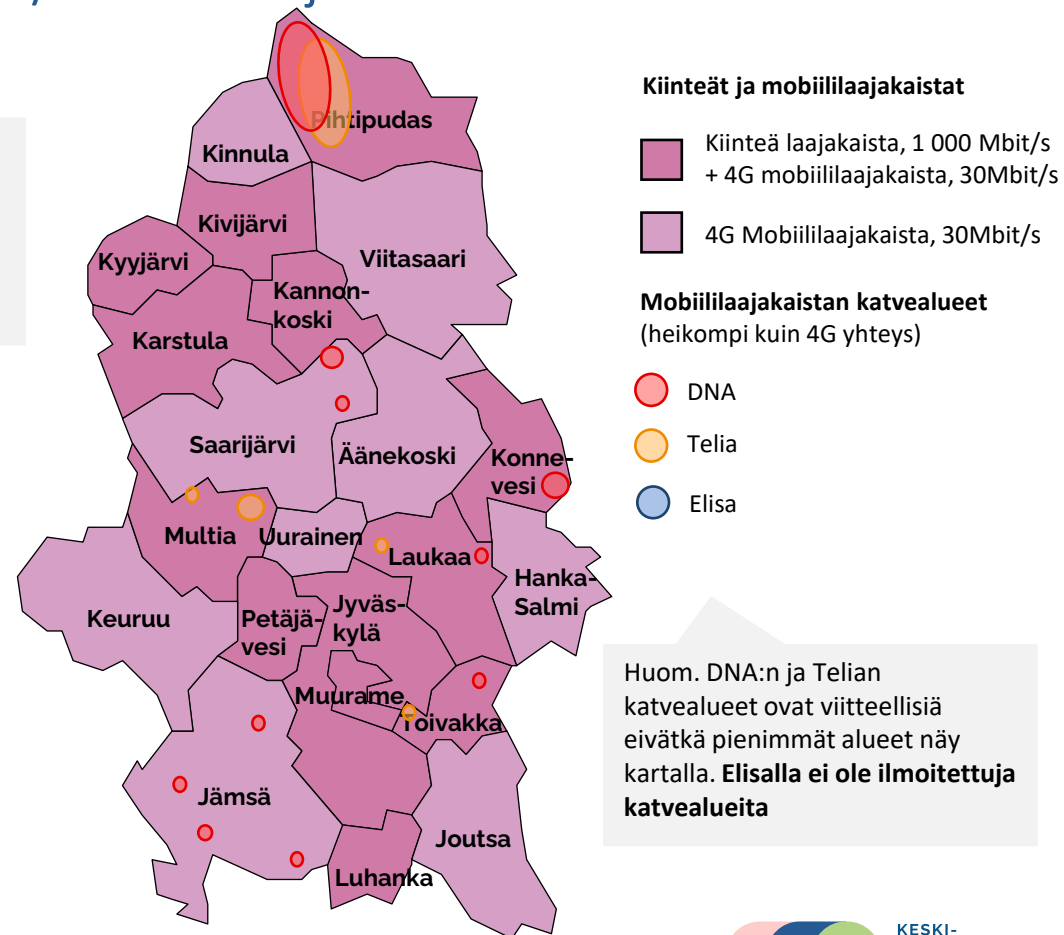 Pihtipudas
Kinnula
Kivijärvi
Viitasaari
Kyyjärvi
Kannon-
koski
Karstula
Saarijärvi
Äänekoski
Konne-
vesi
Multia
Uurainen
Laukaa
Hanka-
Salmi
Keuruu
Petäjä-
vesi
Jyväs-
kylä
Muurame
Toivakka
Jämsä
Joutsa
Luhanka
Kiinteät ja mobiililaajakaistat
Kiinteä laajakaista, 1 000 Mbit/s
+ 4G mobiililaajakaista, 30Mbit/s
4G Mobiililaajakaista, 30Mbit/s
Mobiililaajakaistan katvealueet
(heikompi kuin 4G yhteys)
DNA
Telia
Elisa
Huom. DNA:n ja Telian
katvealueet ovat viitteellisiä
eivätkä pienimmät alueet näy
kartalla. Elisalla ei ole ilmoitettuja
katvealueita
KESKI-